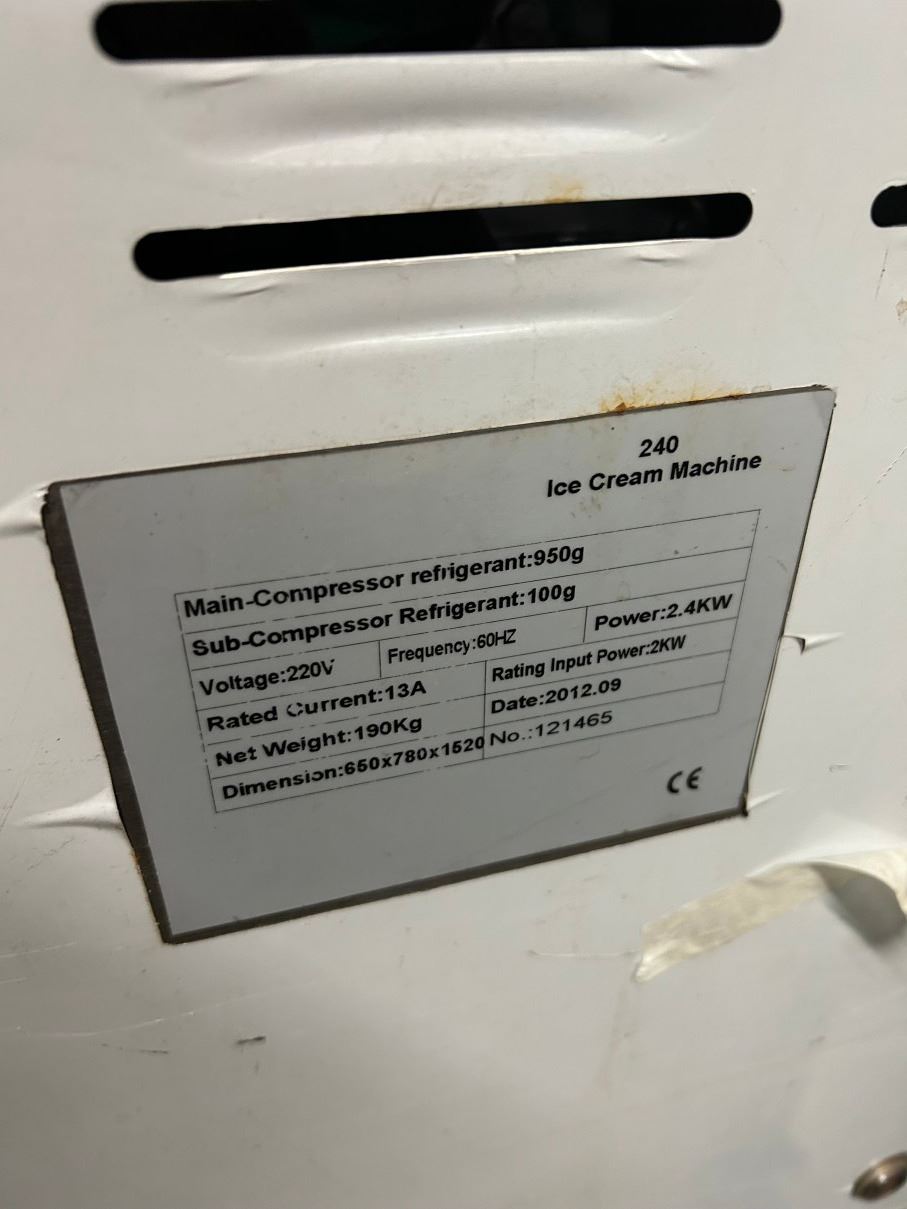 240
Ice Cream Machine
Main-Compressor refrigerant:950g
Sub-Compressor Refrigerant:100g
Voltage:220V Frequency:60HZ Power:2.4KW
Rated Current:13A Rating Input Power:2KW
Net Weight:190Kg Date:2012.09
Dimension:650x780x1520 No.:121465
CE